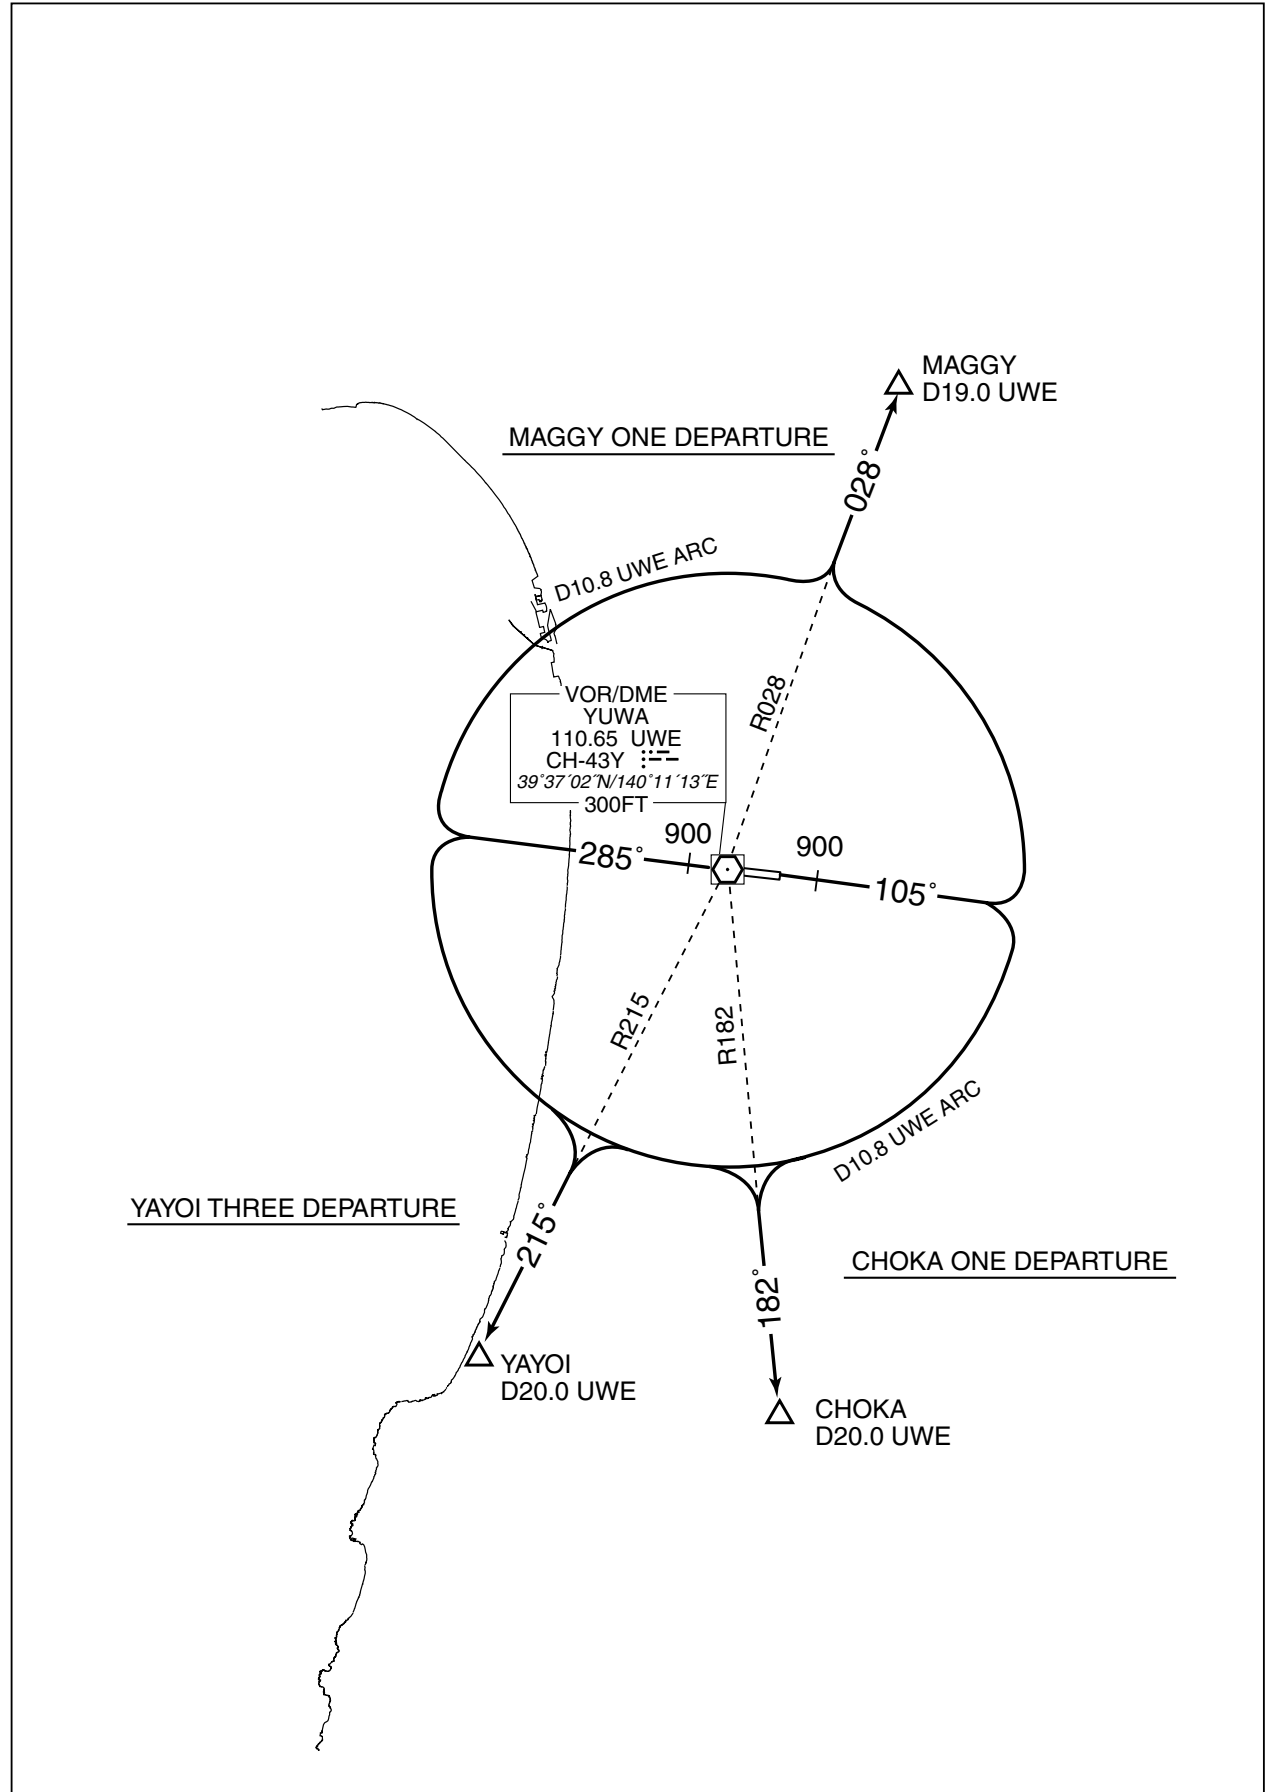 MAGGY
D19.0 UWE
MAGGY ONE DEPARTURE
028°
D10.8 UWE ARC
R028
VOR/DME
YUWA
110.65 UWE
CH-43Y
39°37´02˝N/140°11´13˝E
300FT
900
900
285°
105°
R215
R182
D10.8 UWE ARC
YAYOI THREE DEPARTURE
215°
CHOKA ONE DEPARTURE
182°
YAYOI
D20.0 UWE
CHOKA
D20.0 UWE